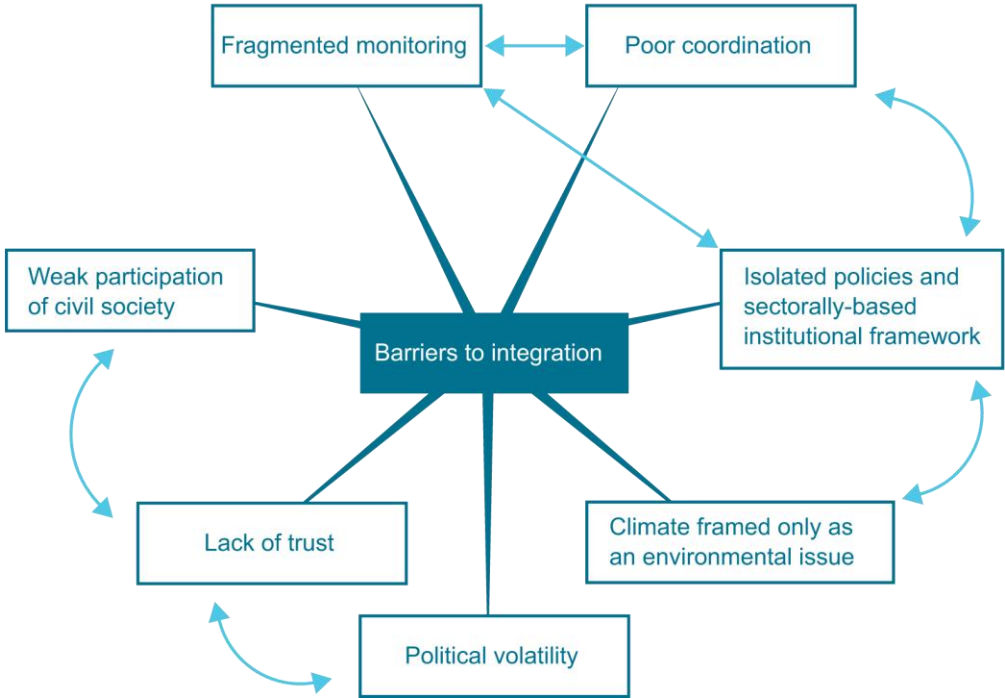 Fragmented monitoring
Poor coordination
Weak participation
of civil society
Isolated policies and
sectorally-based
institutional framework
Barriers to integration
Lack of trust
Climate framed only as
an environmental issue
Political volatility